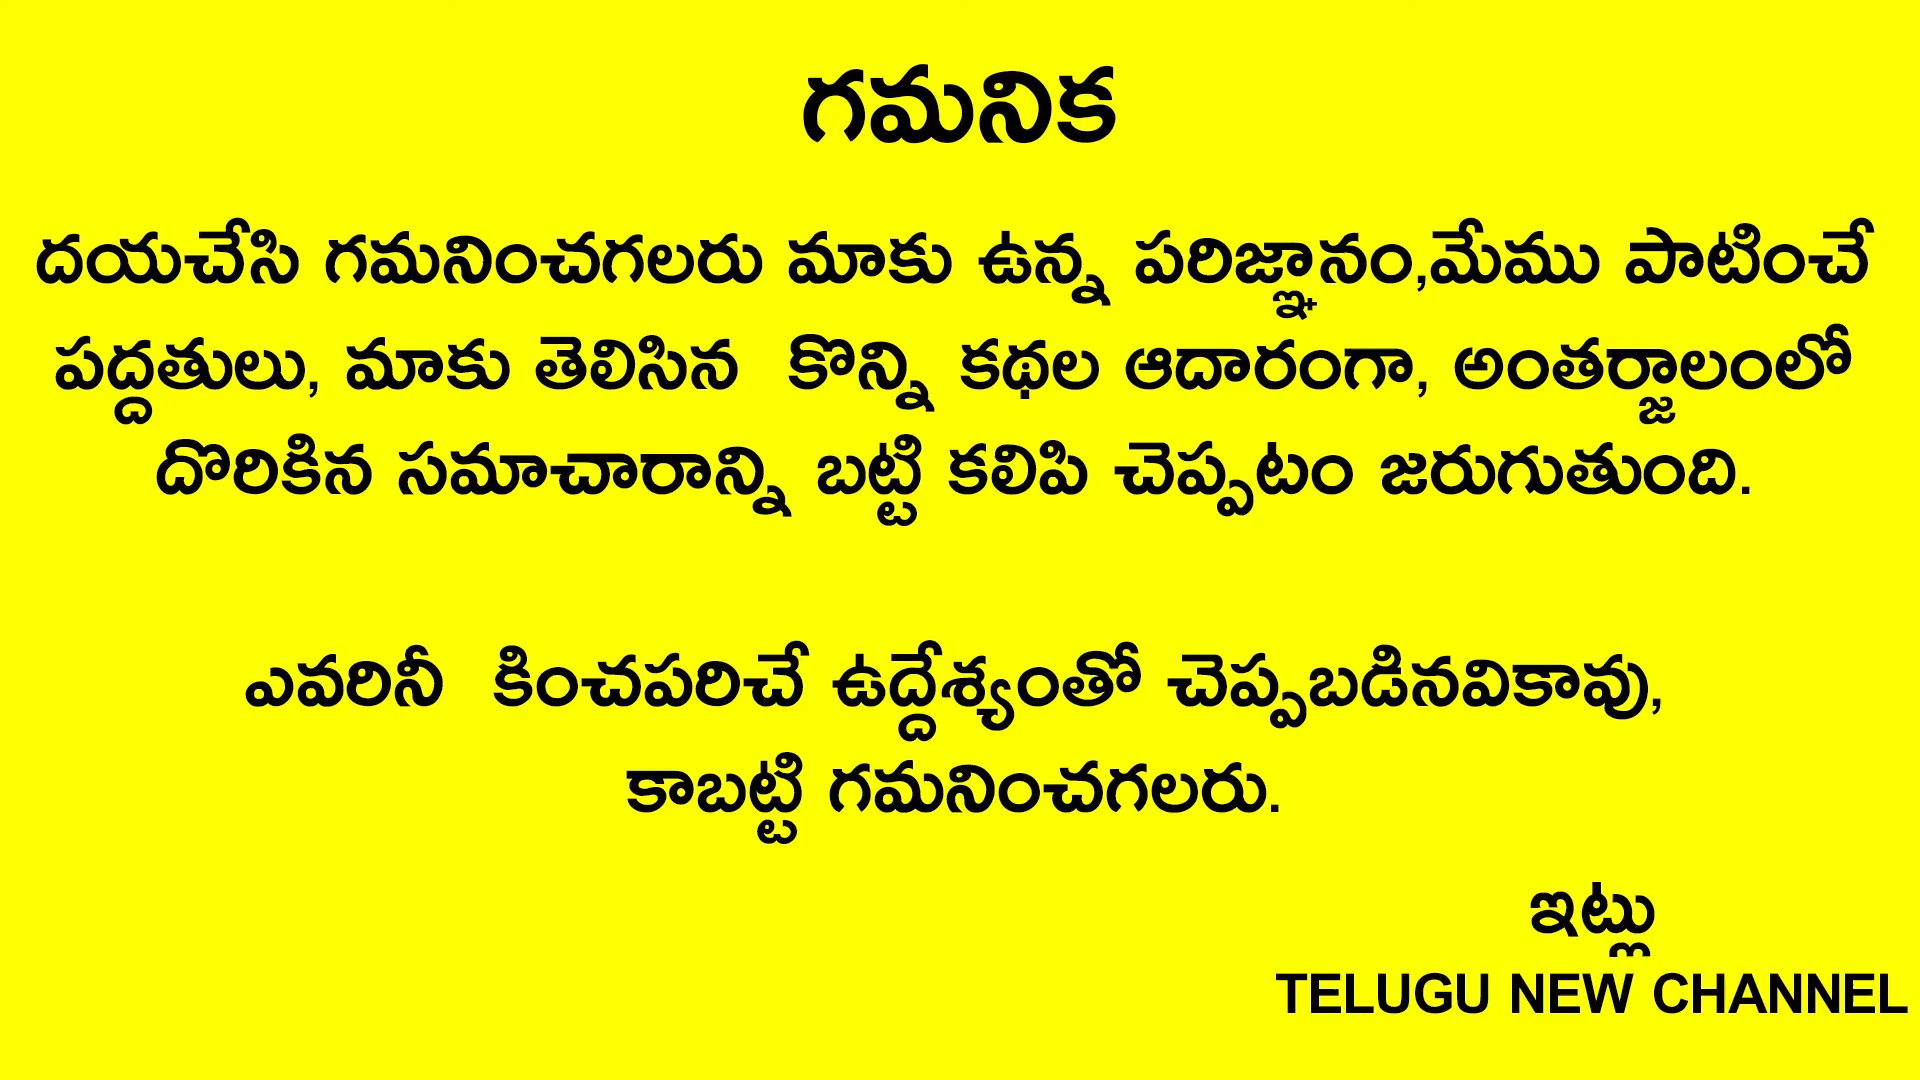 గమనిక
దయచేసి గమనించగలరు మాకు ఉన్న పరిజ్ఞానం,మేము పాటించే
పద్దతులు, మాకు తెలిసిన కొన్ని కథల ఆదారంగా, అంతర్జాలంలో
దొరికిన సమాచారాన్ని బట్టి కలిపి చెప్పటం జరుగుతుంది.
ఎవరినీ కించపరిచే ఉద్దేశ్యంతో చెప్పబడినవికావు,
కాబట్టి గమనించగలరు.
ఇట్లు
TELUGU NEW CHANNEL